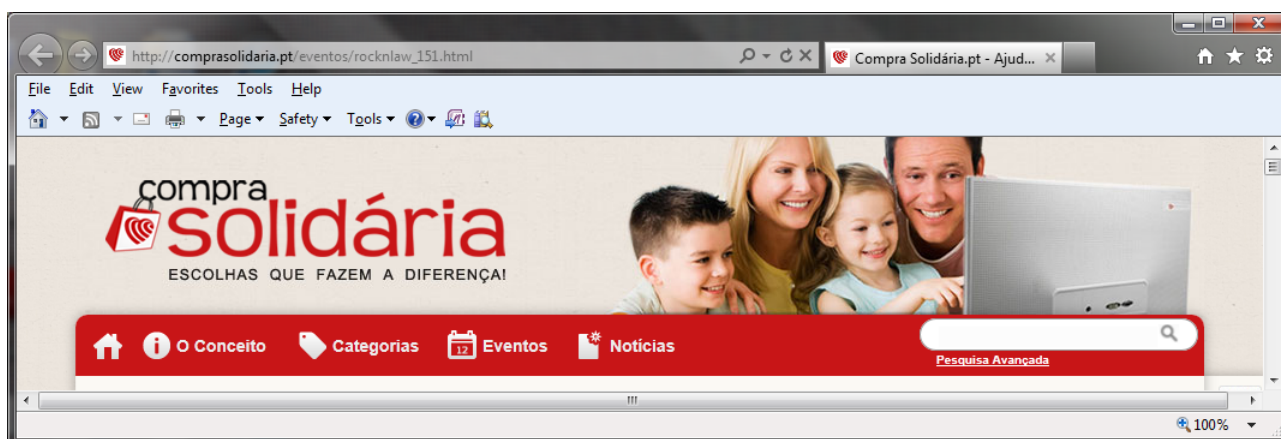 http://comprasolidaria.pt/eventos/rocknlaw_151.html
Compra Solidária.pt - Ajud...
File Edit View Favorites Tools Help
Page Safety Tools
compra
solidária
ESCOLHAS QUE FAZEM A DIFERENÇA!
O Conceito Categorias 12 Eventos Notícias
Pesquisa Avançada
100%